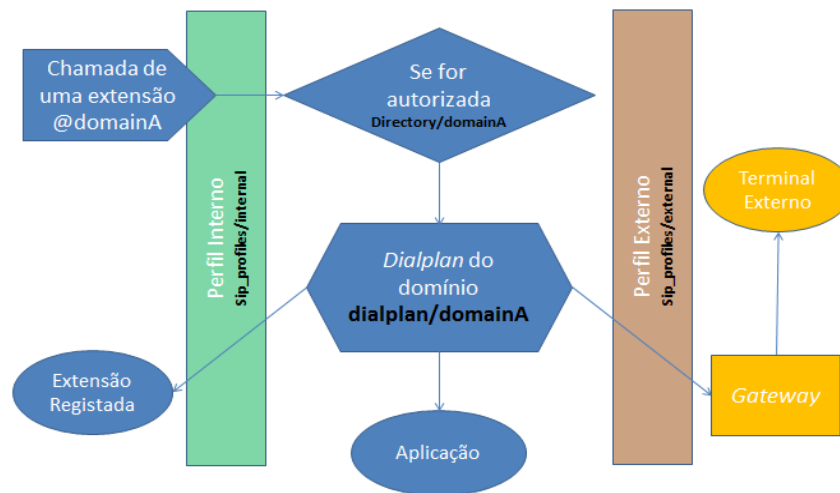 Chamada de
uma extensão
@domainA
Perfil Interno
Sip_profiles/internal
Se for
autorizada
Directory/domainA
Perfil Externo
Sip_profiles/external
Terminal
Externo
Dialplan do
domínio
dialplan/domainA
Extensão
Registada
Aplicação
Gateway